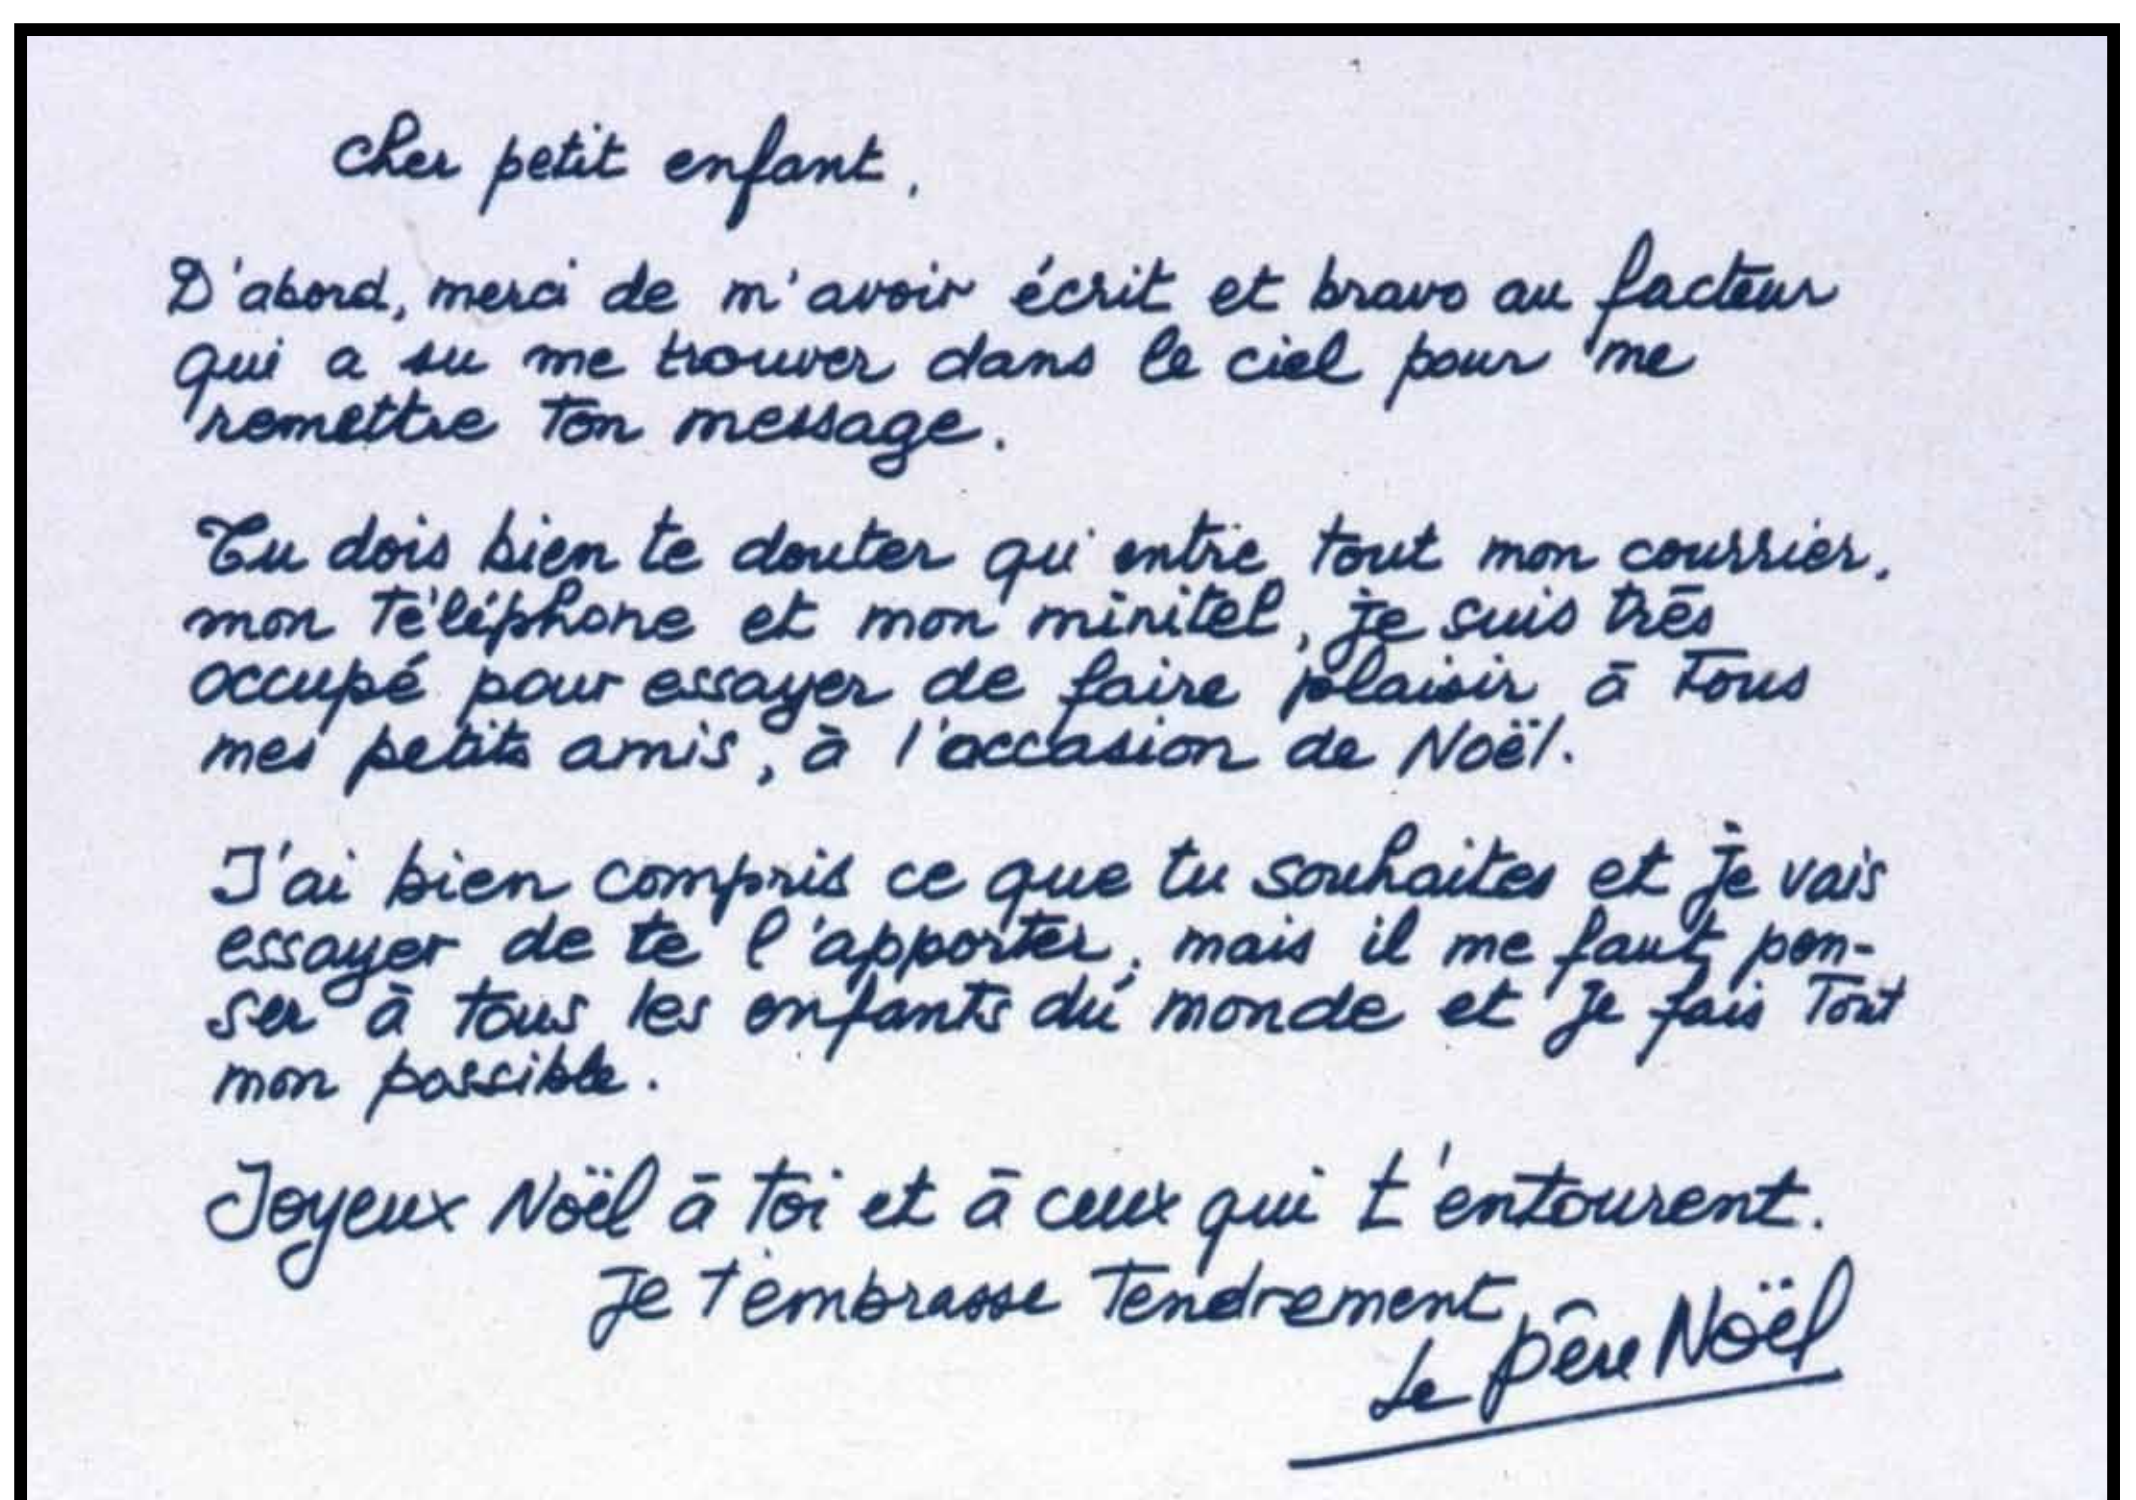 cher petit enfant,
D'abord, merci de m'avoir écrit et bravo au facteur
qui a su me trouver dans le ciel pour me
remettre ton message.
Tu dois bien te douter qu'entre tout mon courrier,
mon téléphone et mon minitel, je suis très
occupé pour essayer de faire plaisir à tous
mes petits amis, à l'occasion de Noël.
J'ai bien compris ce que tu souhaites et je vais
essayer de te l'apporter, mais il me faut pen-
ser à tous les enfants du monde et je fais tout
mon possible.
Joyeux Noël à toi et à ceux qui t'entourent.
Je t'embrasse tendrement
Le père Noël